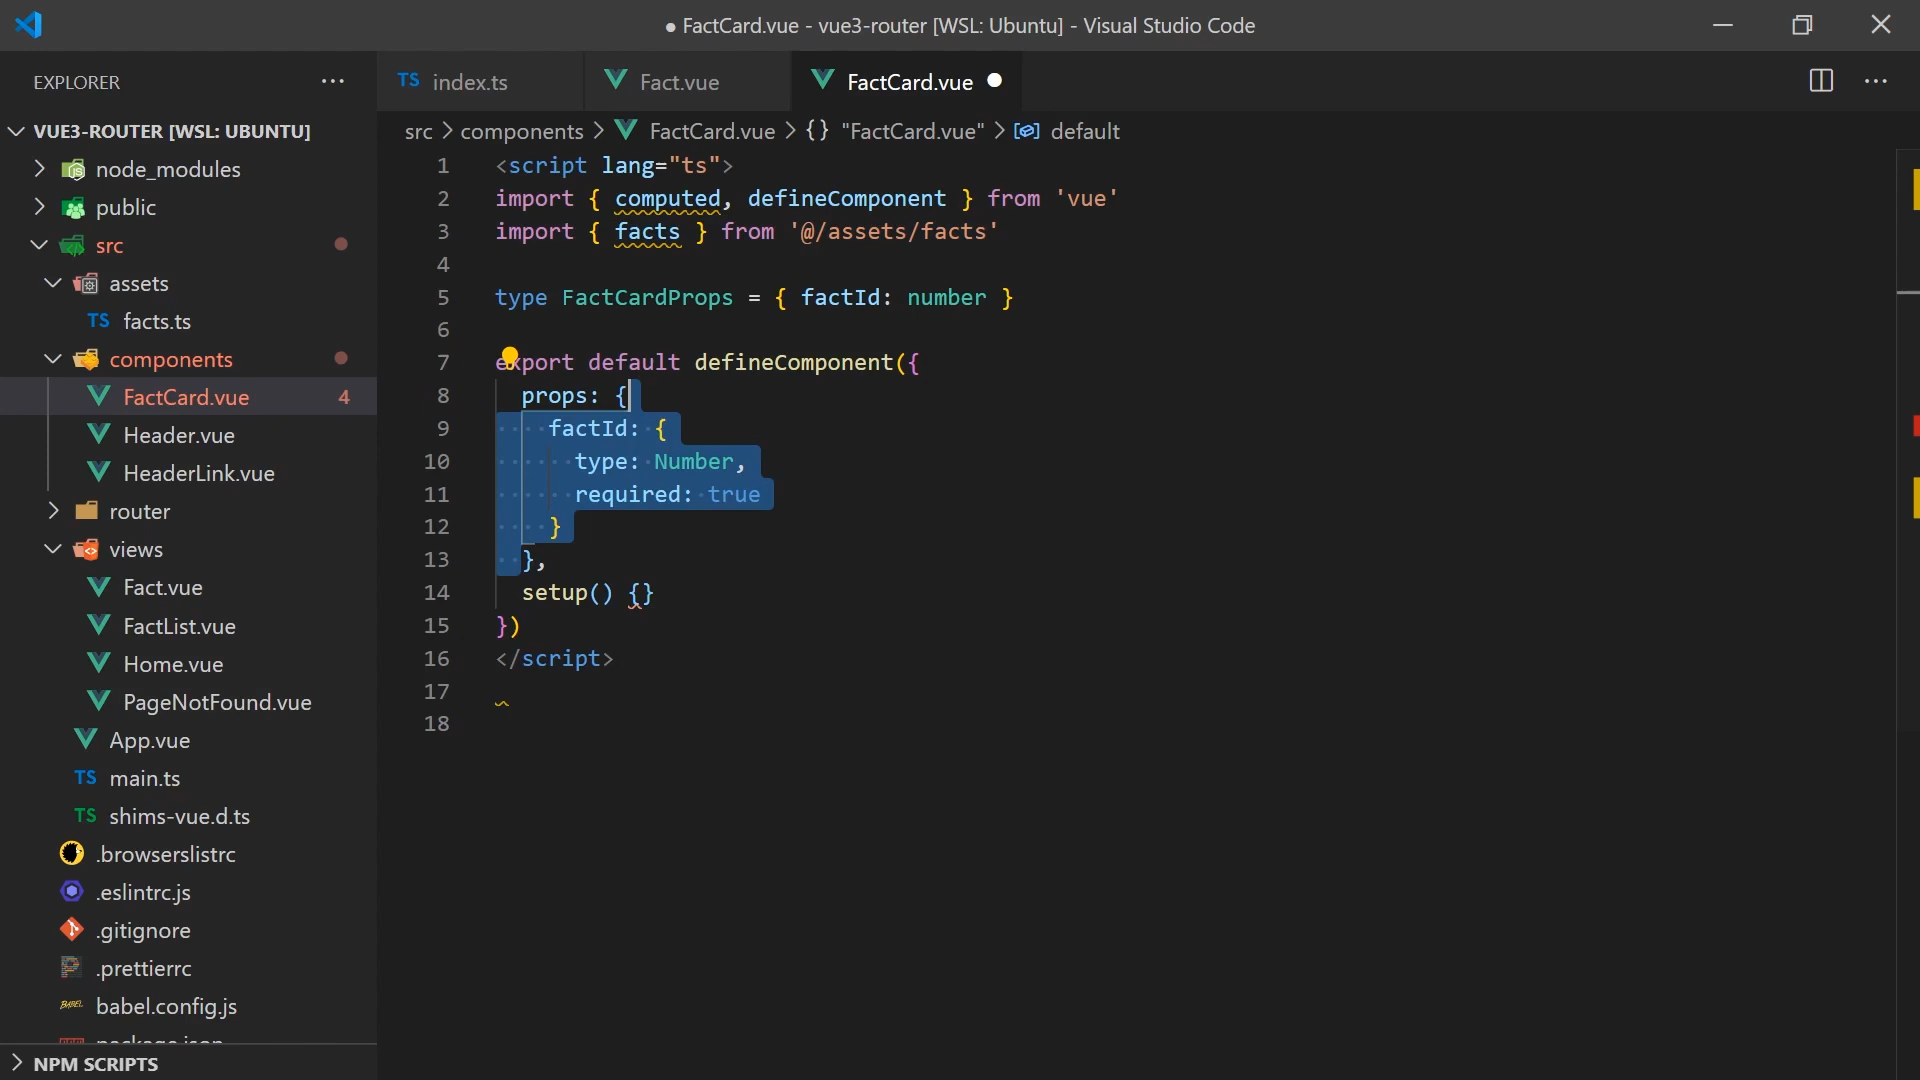 ● FactCard.vue - vue3-router [WSL: Ubuntu] - Visual Studio Code
EXPLORER
TS index.ts
Fact.vue
FactCard.vue
VUE3-ROUTER [WSL: UBUNTU]
src > components > FactCard.vue > {} "FactCard.vue" > default
node_modules
public
src
assets
TS facts.ts
components
FactCard.vue 4
Header.vue
HeaderLink.vue
router
views
Fact.vue
FactList.vue
Home.vue
PageNotFound.vue
App.vue
TS main.ts
TS shims-vue.d.ts
.browserslistrc
.eslintrc.js
.gitignore
.prettierrc
BABEL babel.config.js
package.json
NPM SCRIPTS
1 <script lang="ts">
2 import { computed, defineComponent } from 'vue'
3 import { facts } from '@/assets/facts'
4
5 type FactCardProps = { factId: number }
6
7 export default defineComponent({
8 props: {
9 factId: {
10 type: Number,
11 required: true
12 }
13 },
14 setup() {}
15 })
16 </script>
17
18